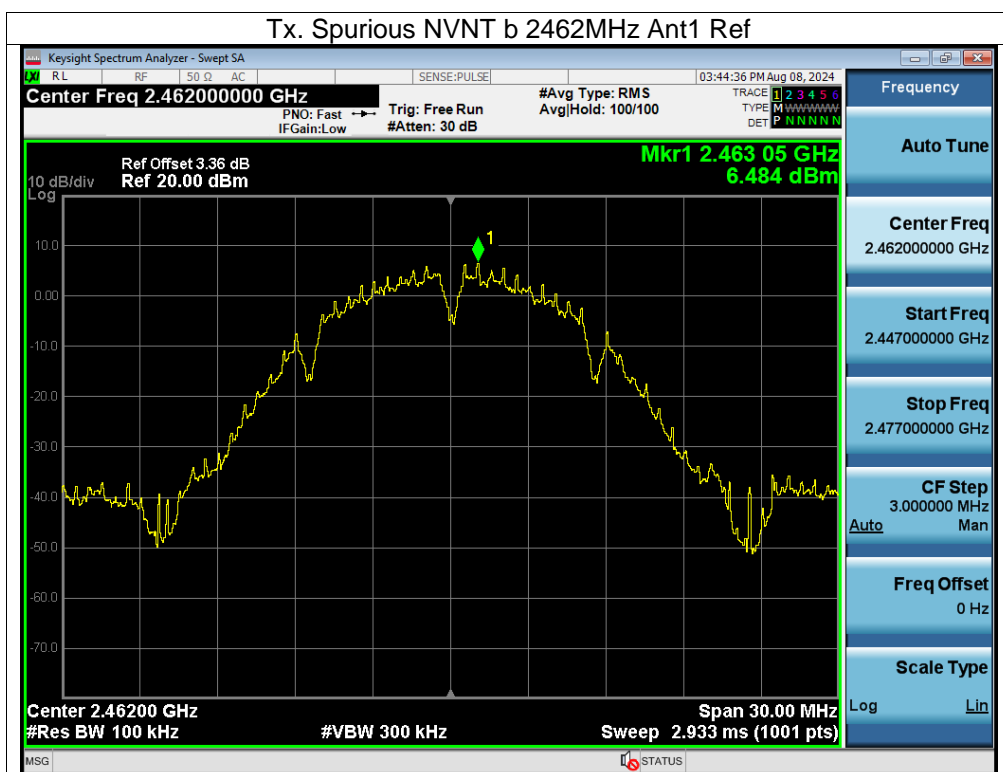 Tx. Spurious NVNT b 2462MHz Ant1 Ref
Keysight Spectrum Analyzer - Swept SA
LXI RL RF 50 Ω AC SENSE:PULSE 03:44:36 PM Aug 08, 2024
Center Freq 2.462000000 GHz
PNO: Fast
IFGain:Low
Trig: Free Run
#Atten: 30 dB
#Avg Type: RMS
Avg|Hold: 100/100
TRACE 1 2 3 4 5 6
TYPE M WWWWW
DET P N N N N N
Mkr1 2.463 05 GHz
6.484 dBm
Ref Offset 3.36 dB
10 dB/div Ref 20.00 dBm
Log
1
10.0
0.00
-10.0
-20.0
-30.0
-40.0
-50.0
-60.0
-70.0
Center 2.46200 GHz Span 30.00 MHz
#Res BW 100 kHz #VBW 300 kHz Sweep 2.933 ms (1001 pts)
MSG STATUS
Frequency
Auto Tune
Center Freq
2.462000000 GHz
Start Freq
2.447000000 GHz
Stop Freq
2.477000000 GHz
CF Step
3.000000 MHz
Auto Man
Freq Offset
0 Hz
Scale Type
Log Lin